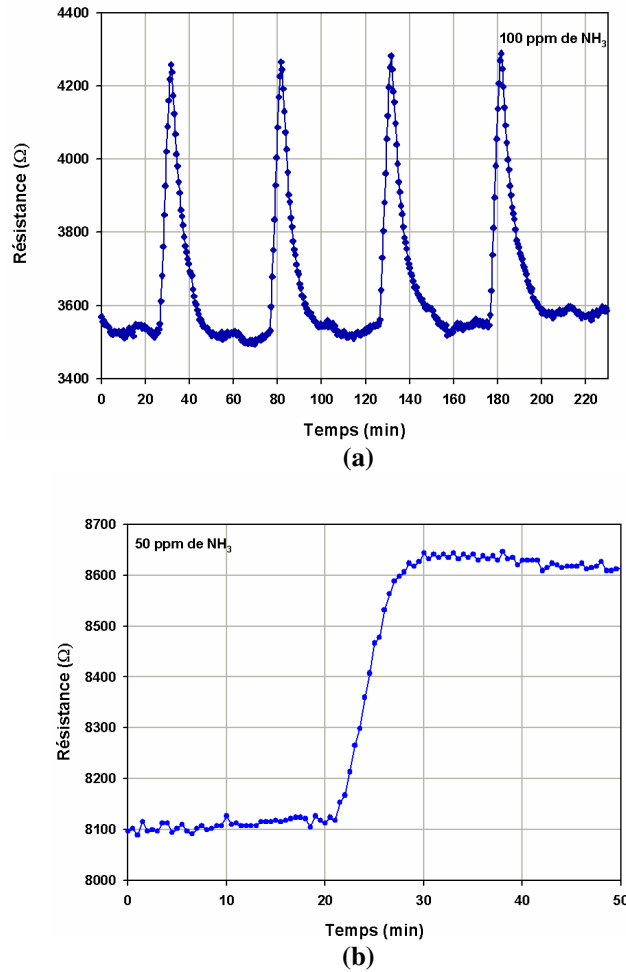 100 ppm de NH3
4400
4200
4000
3800
3600
3400
Résistance (Ω)
0 20 40 60 80 100 120 140 160 180 200 220
Temps (min)
(a)
50 ppm de NH3
8700
8600
8500
8400
8300
8200
8100
8000
Résistance (Ω)
0 10 20 30 40 50
Temps (min)
(b)